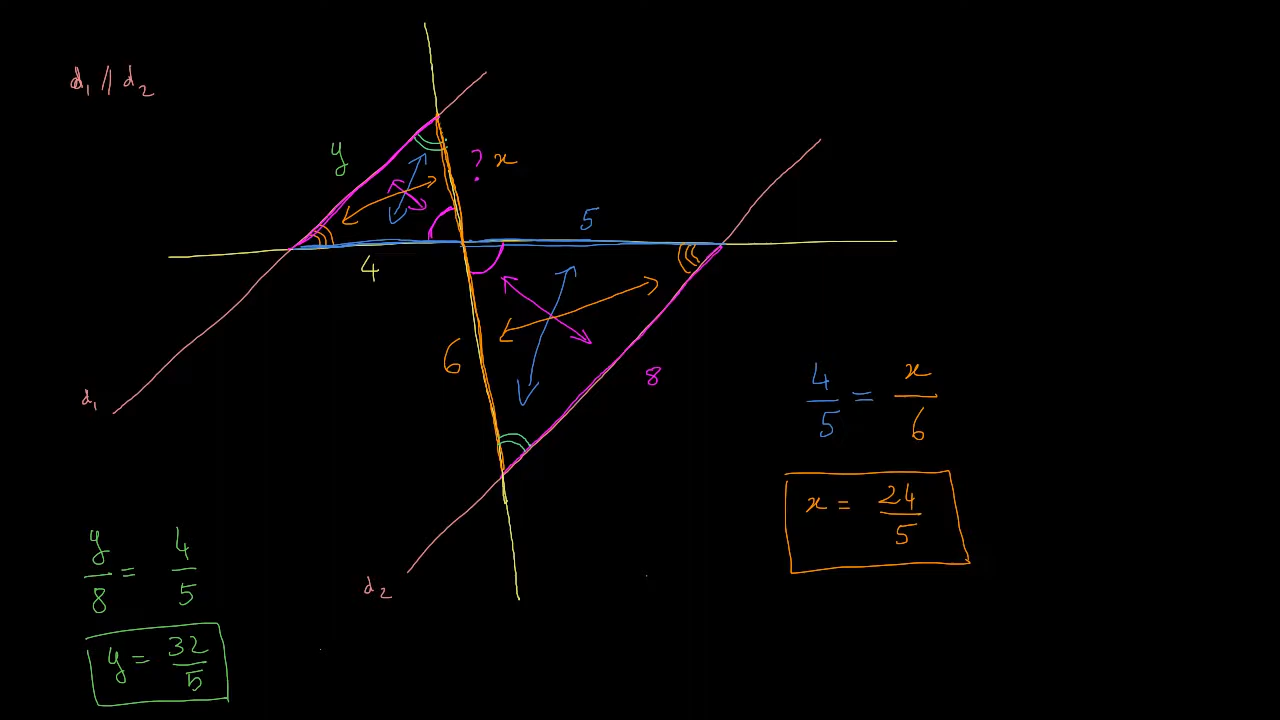 d₁ // d₂
y
? x
5
4
6
8
d₁
d₂
4/5 = x/6
x = 24/5
y/8 = 4/5
y = 32/5